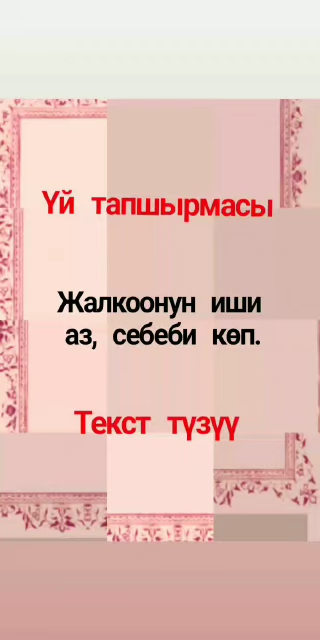 Үй тапшырмасы
Жалкоонун иши
аз, себеби көп.
Текст түзүү